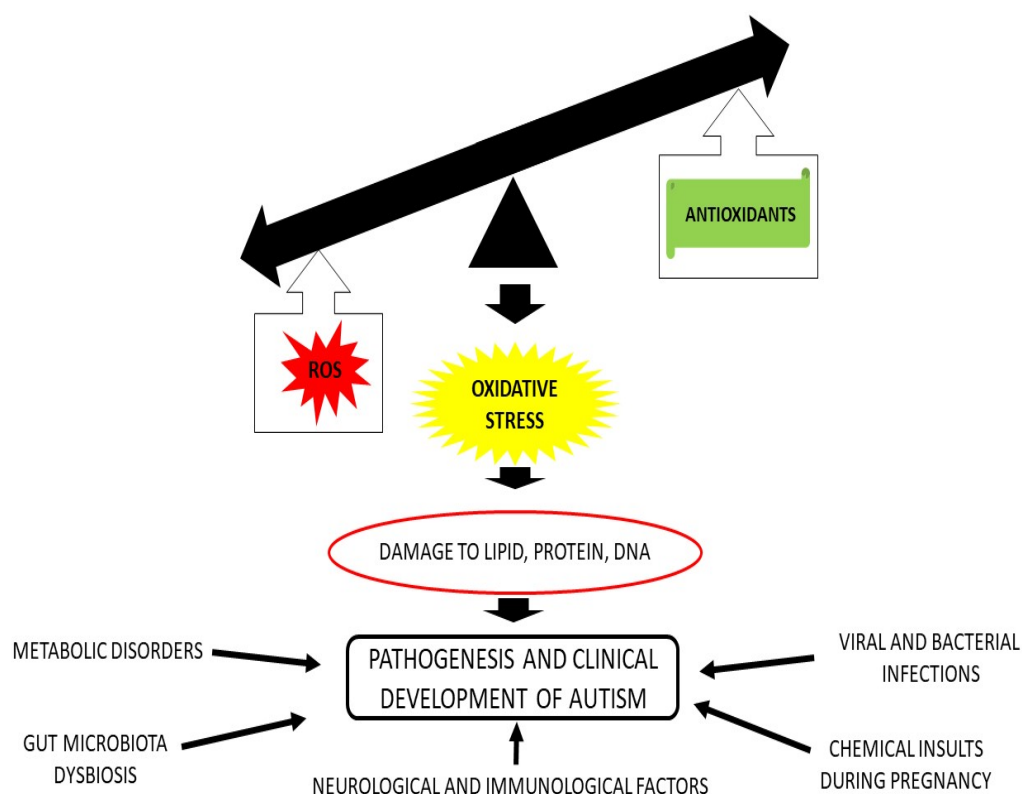 ANTIOXIDANTS
ROS
OXIDATIVE
STRESS
DAMAGE TO LIPID, PROTEIN, DNA
METABOLIC DISORDERS
PATHOGENESIS AND CLINICAL
DEVELOPMENT OF AUTISM
VIRAL AND BACTERIAL
INFECTIONS
GUT MICROBIOTA
DYSBIOSIS
NEUROLOGICAL AND IMMUNOLOGICAL FACTORS
CHEMICAL INSULTS
DURING PREGNANCY